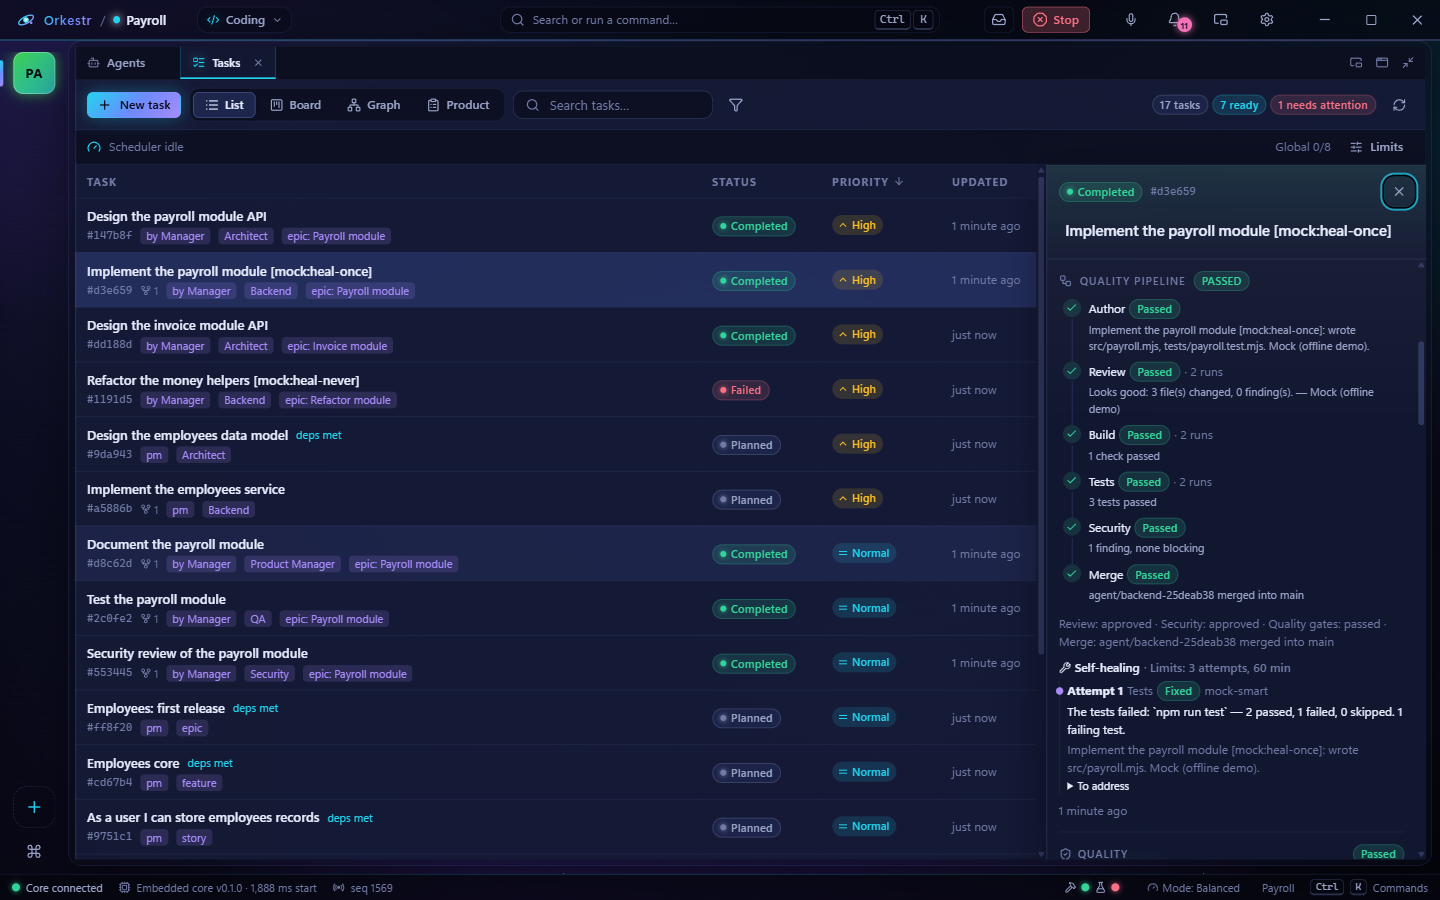 Orkestr / Payroll
Coding
Search or run a command...
Ctrl K
Stop
11
PA
Agents
Tasks
New task
List
Board
Graph
Product
Search tasks...
17 tasks
7 ready
1 needs attention
Scheduler idle
Global 0/8
Limits
TASK STATUS PRIORITY UPDATED
Design the payroll module API
Completed High 1 minute ago
#147b8f by Manager Architect epic: Payroll module
Implement the payroll module [mock:heal-once]
Completed High 1 minute ago
#d3e659 1 by Manager Backend epic: Payroll module
Design the invoice module API
Completed High just now
#dd188d by Manager Architect epic: Invoice module
Refactor the money helpers [mock:heal-never]
Failed High just now
#1191d5 by Manager Backend epic: Refactor module
Design the employees data model deps met
Planned High just now
#9da943 pm Architect
Implement the employees service
Planned High just now
#a5886b 1 pm Backend
Document the payroll module
Completed Normal 1 minute ago
#d8c62d 1 by Manager Product Manager epic: Payroll module
Test the payroll module
Completed Normal 1 minute ago
#2c0fe2 1 by Manager QA epic: Payroll module
Security review of the payroll module
Completed Normal 1 minute ago
#553445 1 by Manager Security epic: Payroll module
Employees: first release deps met
Planned Normal just now
#ff8f20 pm epic
Employees core deps met
Planned Normal just now
#cd67b4 pm feature
As a user I can store employees records deps met
Planned Normal just now
#9751c1 pm story
Completed #d3e659
Implement the payroll module [mock:heal-once]
QUALITY PIPELINE PASSED
Author Passed
Implement the payroll module [mock:heal-once]: wrote
src/payroll.mjs, tests/payroll.test.mjs. Mock (offline demo).
Review Passed · 2 runs
Looks good: 3 file(s) changed, 0 finding(s). — Mock (offline
demo)
Build Passed · 2 runs
1 check passed
Tests Passed · 2 runs
3 tests passed
Security Passed
1 finding, none blocking
Merge Passed
agent/backend-25deab38 merged into main
Review: approved · Security: approved · Quality gates: passed ·
Merge: agent/backend-25deab38 merged into main
Self-healing · Limits: 3 attempts, 60 min
Attempt 1 Tests Fixed mock-smart
The tests failed: `npm run test` — 2 passed, 1 failed, 0 skipped. 1
failing test.
Implement the payroll module [mock:heal-once]: wrote
src/payroll.mjs. Mock (offline demo).
To address
1 minute ago
QUALITY Passed
Core connected
Embedded core v0.1.0 · 1,888 ms start
seq 1569
Mode: Balanced
Payroll
Ctrl K Commands